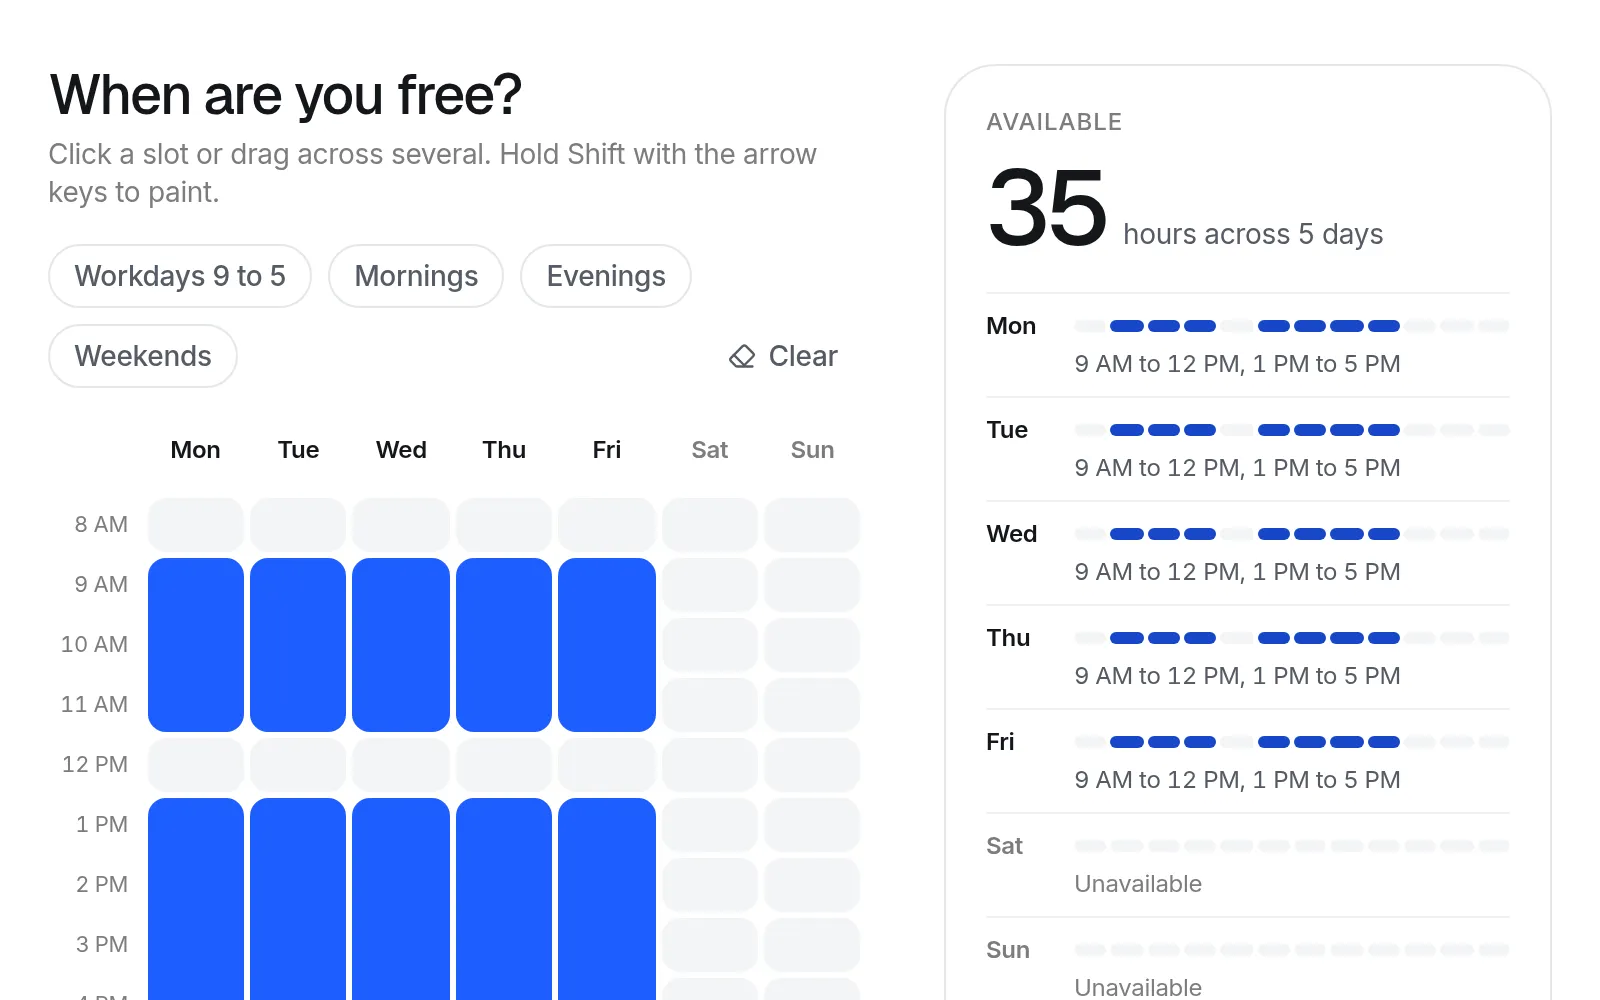 When are you free?
Click a slot or drag across several. Hold Shift with the arrow
keys to paint.
Workdays 9 to 5
Mornings
Evenings
Weekends
Clear
Mon Tue Wed Thu Fri Sat Sun
8 AM
9 AM
10 AM
11 AM
12 PM
1 PM
2 PM
3 PM
4 PM
AVAILABLE
35 hours across 5 days
Mon
9 AM to 12 PM, 1 PM to 5 PM
Tue
9 AM to 12 PM, 1 PM to 5 PM
Wed
9 AM to 12 PM, 1 PM to 5 PM
Thu
9 AM to 12 PM, 1 PM to 5 PM
Fri
9 AM to 12 PM, 1 PM to 5 PM
Sat
Unavailable
Sun
Unavailable